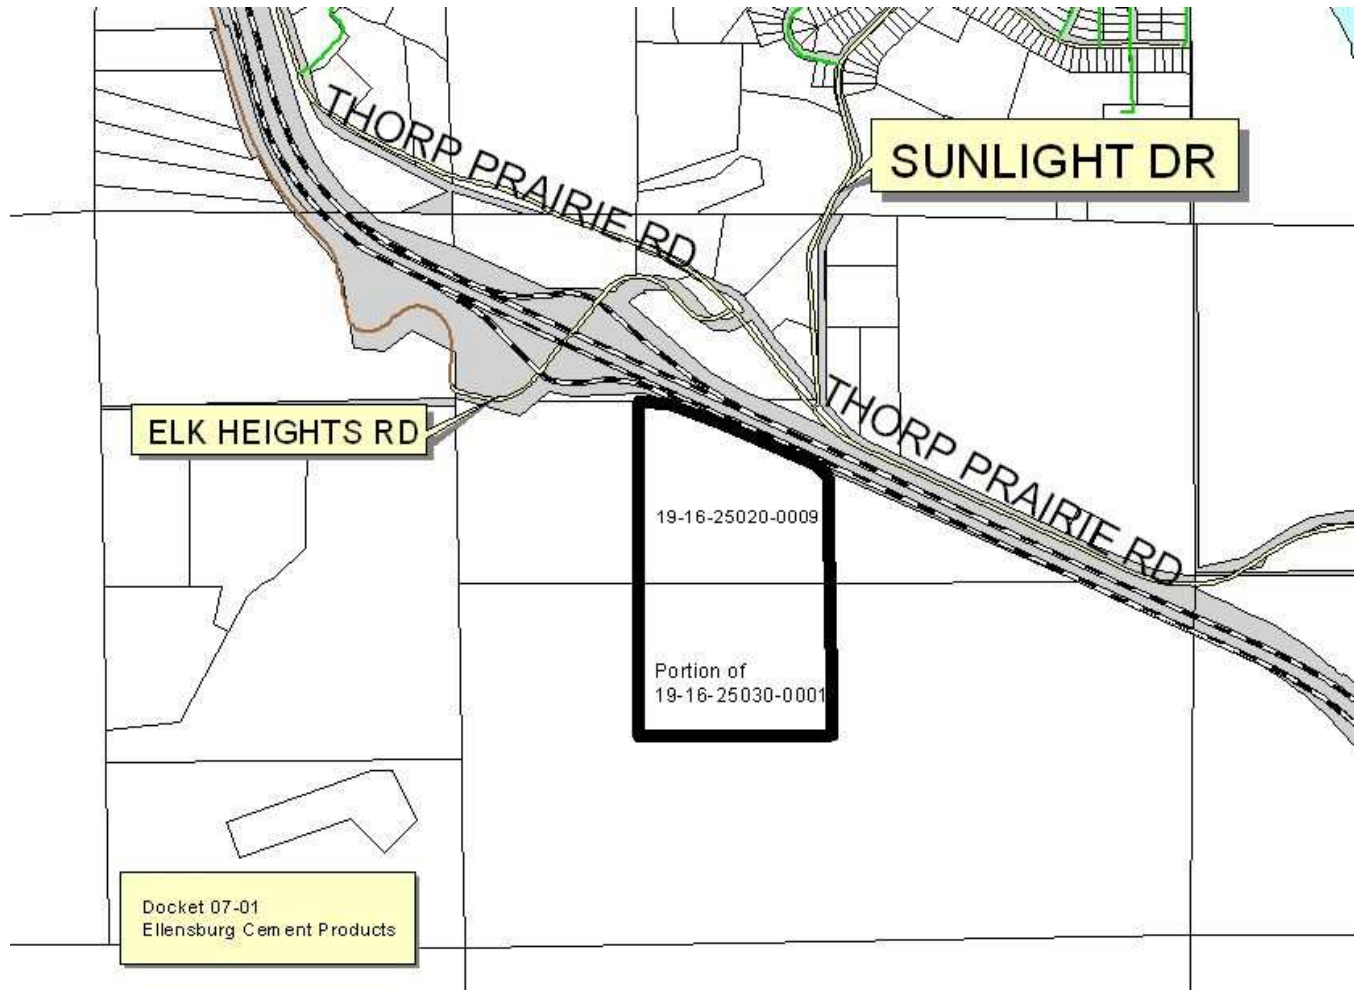 THORP PRAIRIE RD
SUNLIGHT DR
ELK HEIGHTS RD
THORP PRAIRIE RD
19-16-25020-0009
Portion of
19-16-25030-0001
Docket 07-01
Ellensburg Cement Products